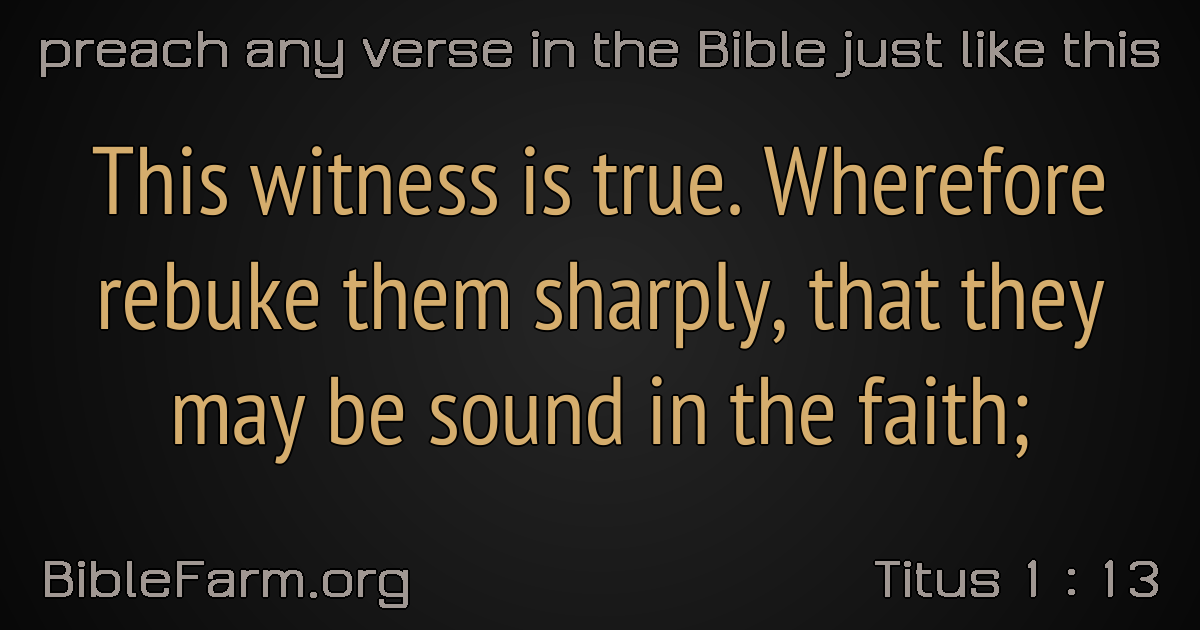 preach any verse in the Bible just like this
This witness is true. Wherefore
rebuke them sharply, that they
may be sound in the faith;
BibleFarm.org
Titus 1 : 13